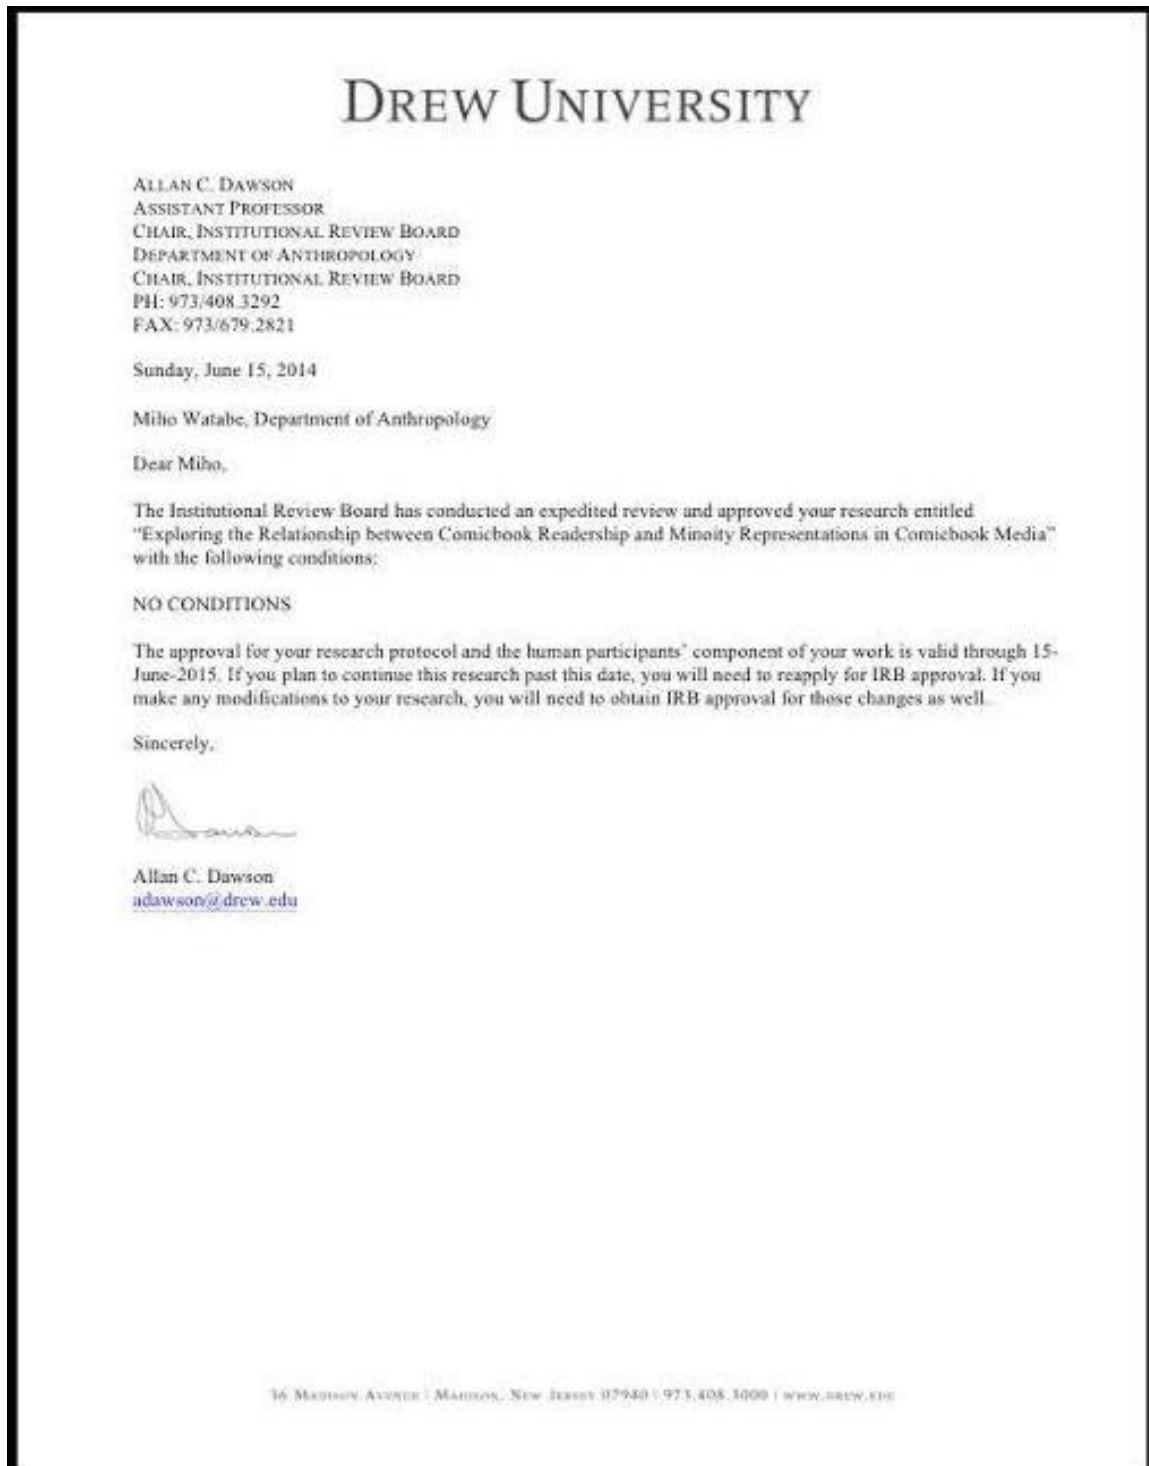 DREW UNIVERSITY
ALLAN C. DAWSON
ASSISTANT PROFESSOR
CHAIR, INSTITUTIONAL REVIEW BOARD
DEPARTMENT OF ANTHROPOLOGY
CHAIR, INSTITUTIONAL REVIEW BOARD
PH: 973/408.3292
FAX: 973/679.2821
Sunday, June 15, 2014
Miho Watabe, Department of Anthropology
Dear Miho,
The Institutional Review Board has conducted an expedited review and approved your research entitled
“Exploring the Relationship between Comicbook Readership and Minoity Representations in Comicbook Media”
with the following conditions:
NO CONDITIONS
The approval for your research protocol and the human participants’ component of your work is valid through 15-
June-2015. If you plan to continue this research past this date, you will need to reapply for IRB approval. If you
make any modifications to your research, you will need to obtain IRB approval for those changes as well.
Sincerely,
Allan C. Dawson
adawson@drew.edu
36 MADISON AVENUE | MADISON, NEW JERSEY 07940 | 973.408.3000 | WWW.DREW.EDU